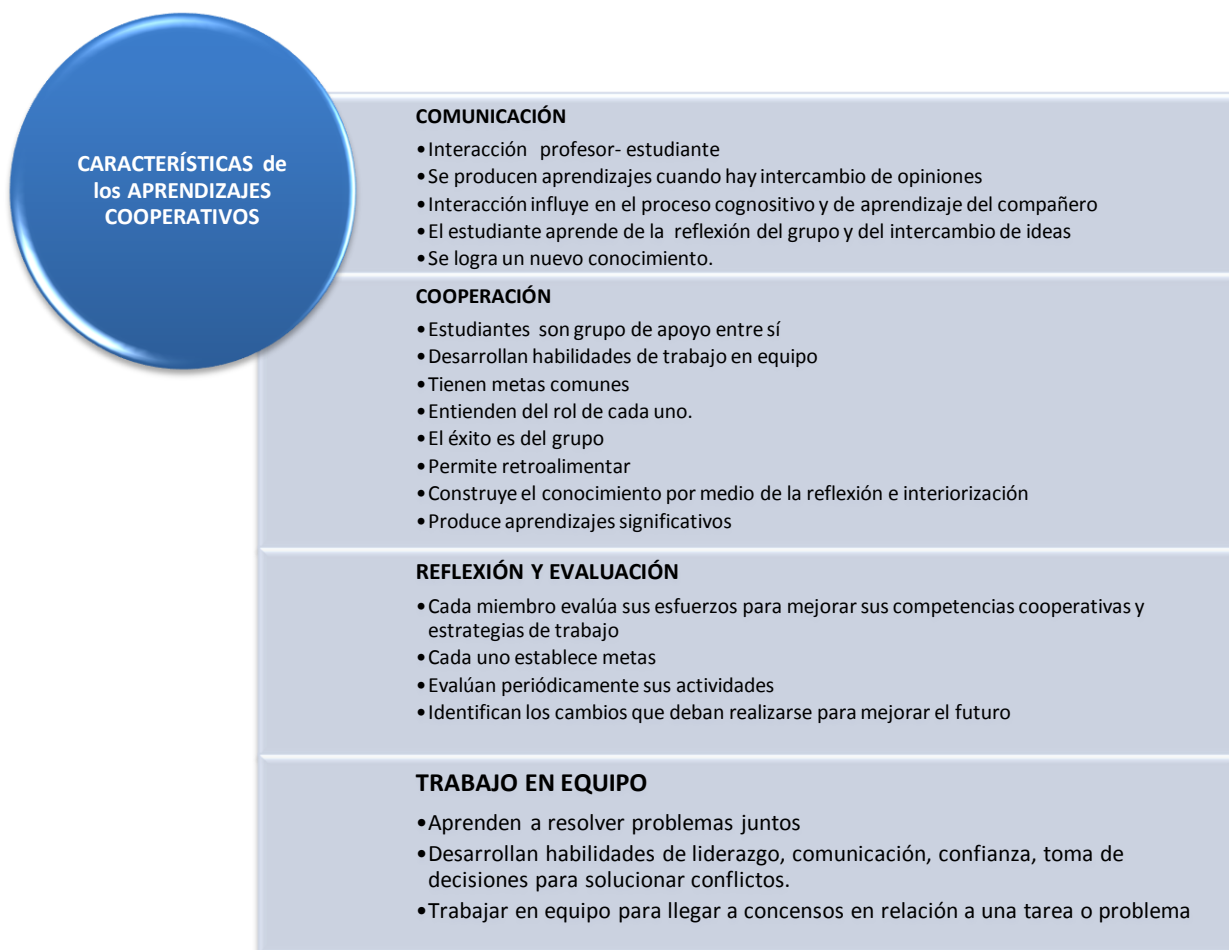 CARACTERÍSTICAS de
los APRENDIZAJES
COOPERATIVOS
COMUNICACIÓN
•Interacción profesor- estudiante
•Se producen aprendizajes cuando hay intercambio de opiniones
•Interacción influye en el proceso cognositivo y de aprendizaje del compañero
•El estudiante aprende de la reflexión del grupo y del intercambio de ideas
•Se logra un nuevo conocimiento.
COOPERACIÓN
•Estudiantes son grupo de apoyo entre sí
•Desarrollan habilidades de trabajo en equipo
•Tienen metas comunes
•Entienden del rol de cada uno.
•El éxito es del grupo
•Permite retroalimentar
•Construye el conocimiento por medio de la reflexión e interiorización
•Produce aprendizajes significativos
REFLEXIÓN Y EVALUACIÓN
•Cada miembro evalúa sus esfuerzos para mejorar sus competencias cooperativas y
estrategias de trabajo
•Cada uno establece metas
•Evalúan periódicamente sus actividades
•Identifican los cambios que deban realizarse para mejorar el futuro
TRABAJO EN EQUIPO
•Aprenden a resolver problemas juntos
•Desarrollan habilidades de liderazgo, comunicación, confianza, toma de
decisiones para solucionar conflictos.
•Trabajar en equipo para llegar a concensos en relación a una tarea o problema